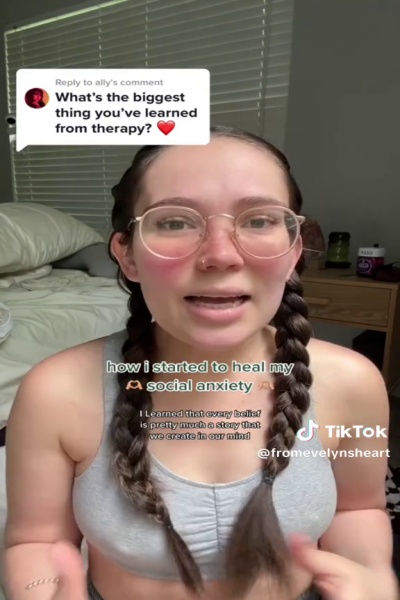 Reply to ally's comment
What's the biggest
thing you've learned
from therapy? ❤️
how i started to heal my
🫶🏽 social anxiety 🫶🏽
I Learned that every belief
is pretty much a story that
we create in our mind
TikTok
@fromevelynsheart